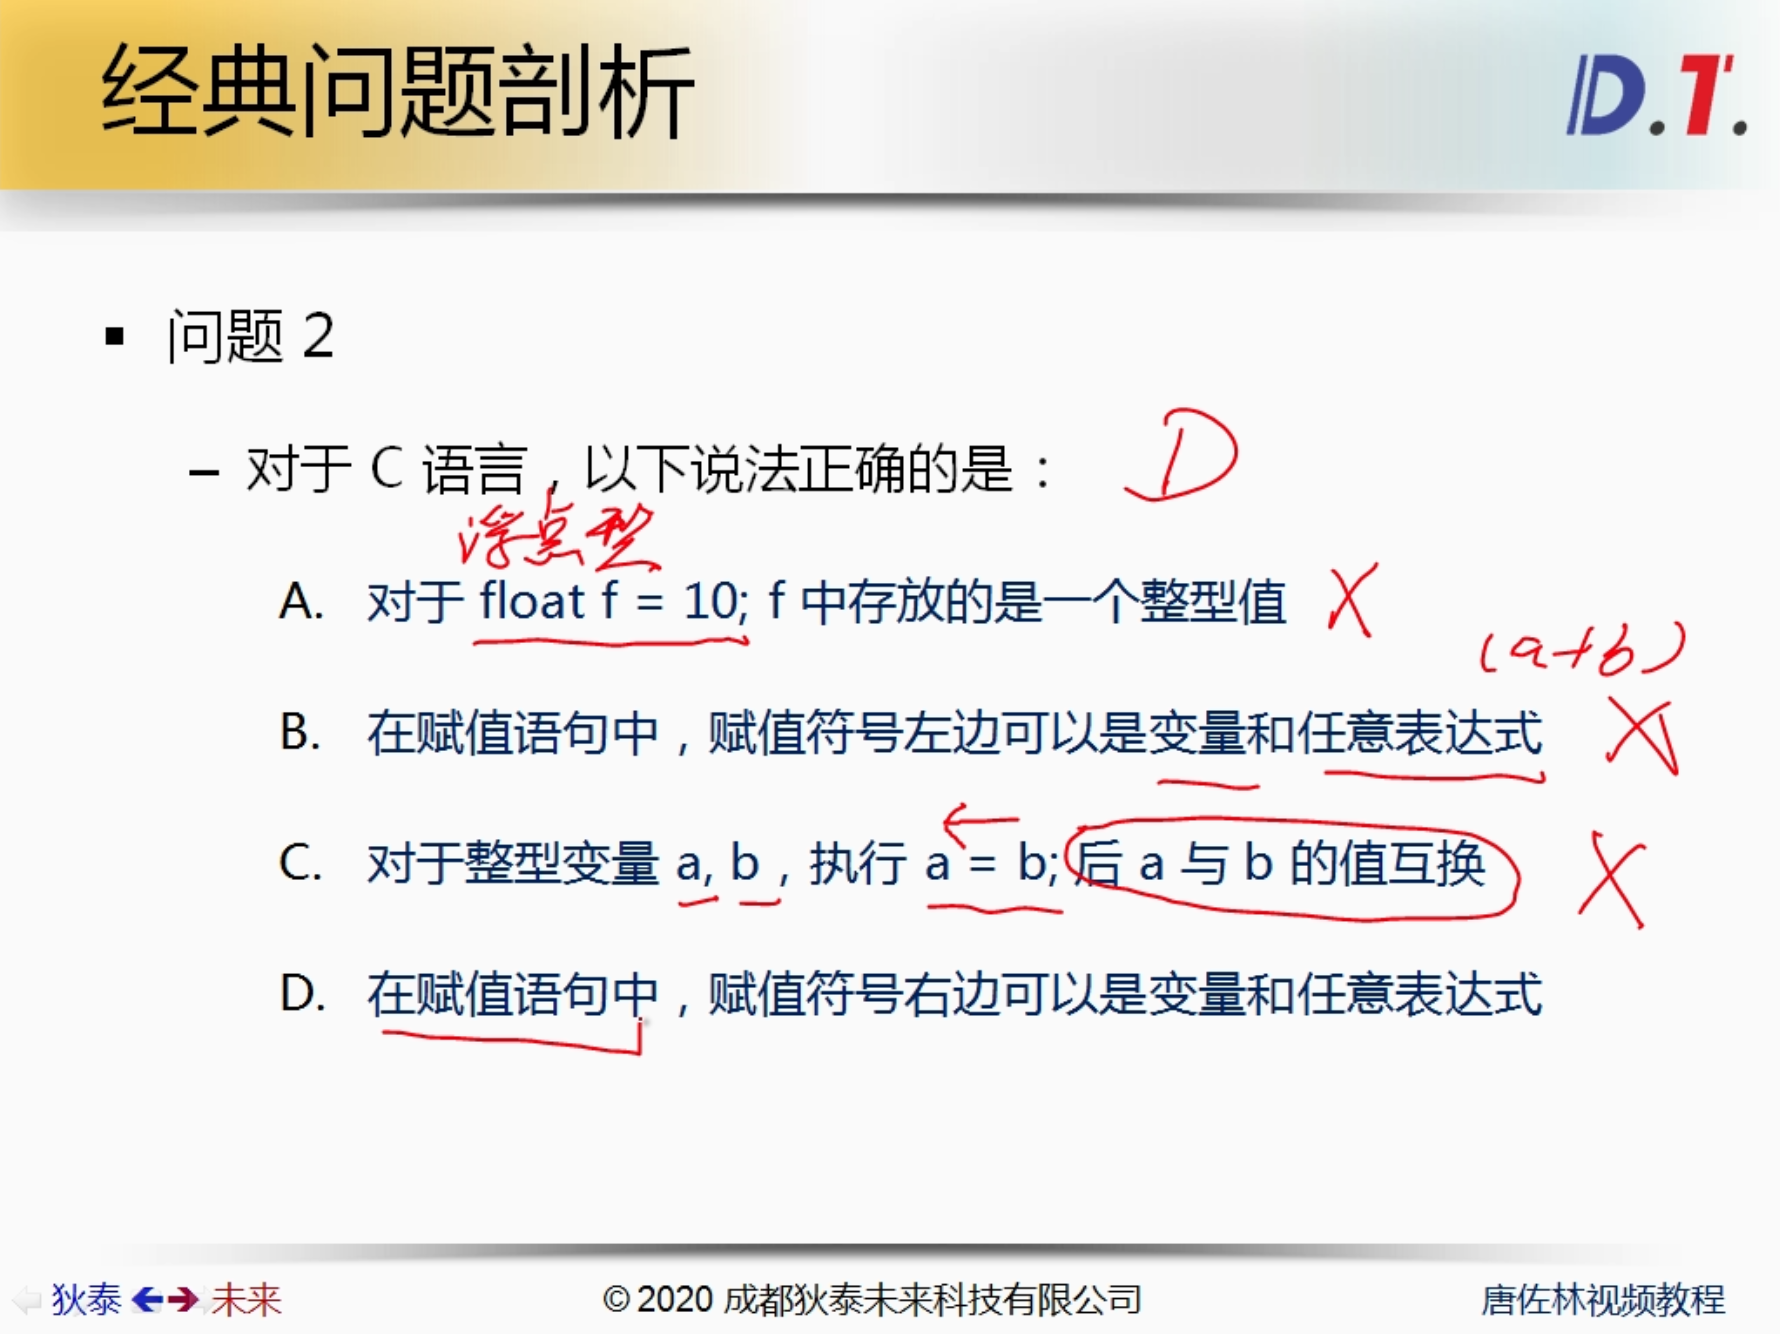 经典问题剖析
D.T.
▪ 问题 2
– 对于 C 语言，以下说法正确的是： D
浮点型
A. 对于 float f = 10; f 中存放的是一个整型值 X
(a+b)
B. 在赋值语句中，赋值符号左边可以是变量和任意表达式 X
C. 对于整型变量 a, b，执行 a = b; 后 a 与 b 的值互换 X
D. 在赋值语句中，赋值符号右边可以是变量和任意表达式
狄泰 未来
© 2020 成都狄泰未来科技有限公司
唐佐林视频教程